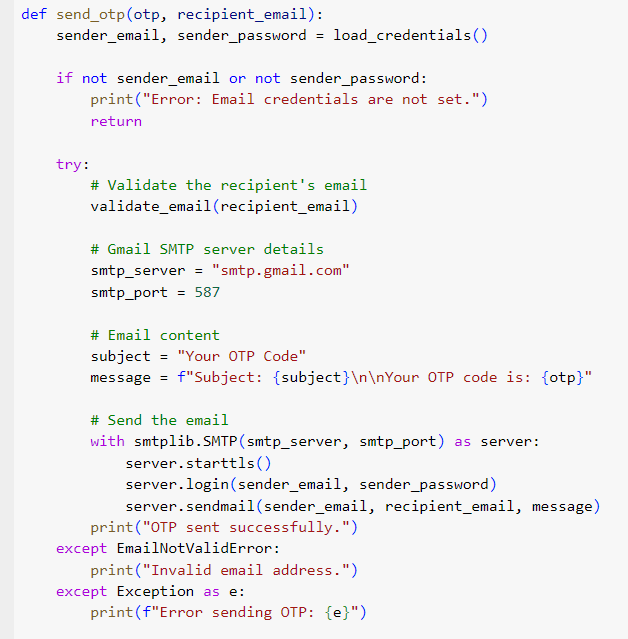 def send_otp(otp, recipient_email):
    sender_email, sender_password = load_credentials()

    if not sender_email or not sender_password:
        print("Error: Email credentials are not set.")
        return

    try:
        # Validate the recipient's email
        validate_email(recipient_email)

        # Gmail SMTP server details
        smtp_server = "smtp.gmail.com"
        smtp_port = 587

        # Email content
        subject = "Your OTP Code"
        message = f"Subject: {subject}\n\nYour OTP code is: {otp}"

        # Send the email
        with smtplib.SMTP(smtp_server, smtp_port) as server:
            server.starttls()
            server.login(sender_email, sender_password)
            server.sendmail(sender_email, recipient_email, message)
        print("OTP sent successfully.")
    except EmailNotValidError:
        print("Invalid email address.")
    except Exception as e:
        print(f"Error sending OTP: {e}")